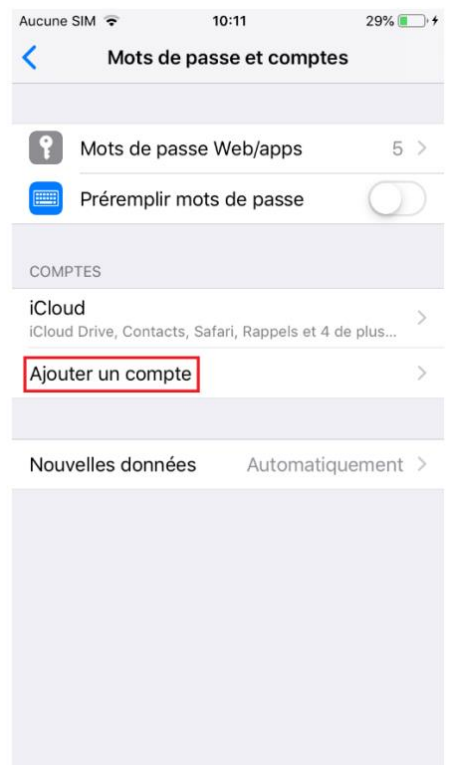 Aucune SIM 10:11 29%
Mots de passe et comptes
Mots de passe Web/apps 5
Préremplir mots de passe
COMPTES
iCloud
iCloud Drive, Contacts, Safari, Rappels et 4 de plus...
Ajouter un compte
Nouvelles données Automatiquement